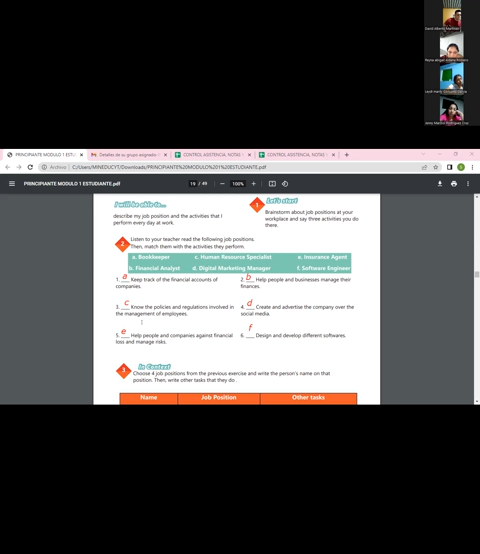 PRINCIPIANTE MODULO 1 ESTU
Detalles de su grupo asignado
CONTROL ASISTENCIA, NOTAS
CONTROL ASISTENCIA, NOTAS
Archivo | C:/Users/MINEDUCYT/Downloads/PRINCIPIANTE%20MODULO%201%20ESTUDIANTE.pdf
PRINCIPIANTE MODULO 1 ESTUDIANTE.pdf
19 / 49
100%
I will be able to...
describe my job position and the activities that I
perform every day at work.
1.
Let's start
Brainstorm about job positions at your
workplace and say three activities you do
there.
2.
Listen to your teacher read the following job positions.
Then, match them with the activities they perform.
a. Bookkeeper c. Human Resource Specialist a. Insurance Agent
b. Financial Analyst d. Digital Marketing Manager f. Software Engineer
1. a Keep track of the financial accounts of
companies.
2. b Help people and businesses manage their
finances.
3. c Know the policies and regulations involved in
the management of employees.
4. d Create and advertise the company over the
social media.
5. e Help people and companies against financial
loss and manage risks.
6. f Design and develop different softwares.
3.
In Context
Choose 4 job positions from the previous exercise and write the person's name on that
position. Then, write other tasks that they do .
Name Job Position Other tasks